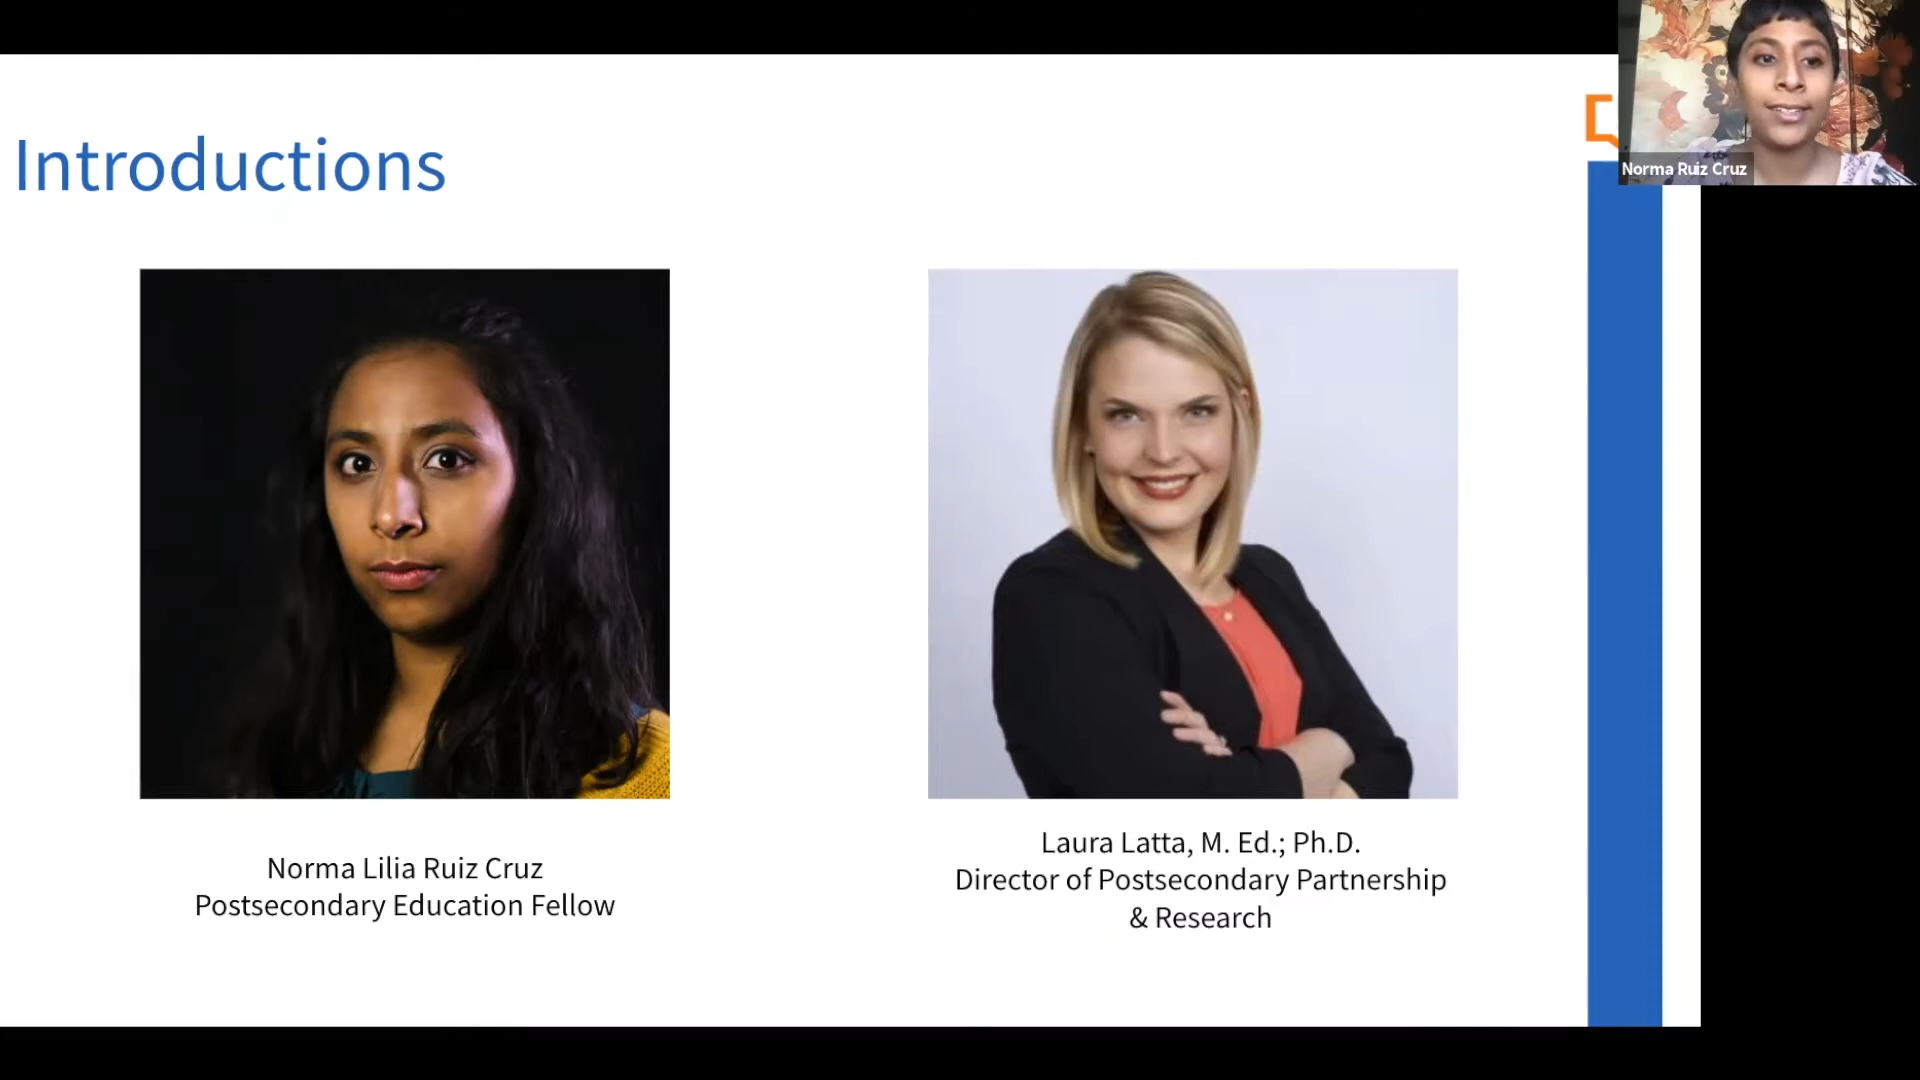 Introductions
Norma Ruiz Cruz
Norma Lilia Ruiz Cruz
Postsecondary Education Fellow
Laura Latta, M. Ed.; Ph.D.
Director of Postsecondary Partnership
& Research